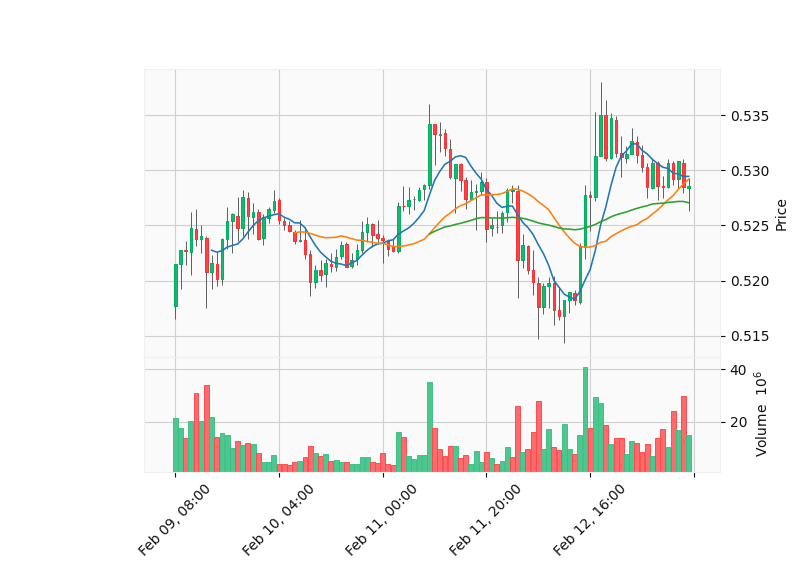 0.535
0.530
0.525
0.520
0.515
Price
40
20
Volume 10^6
Feb 09, 08:00
Feb 10, 04:00
Feb 11, 00:00
Feb 11, 20:00
Feb 12, 16:00